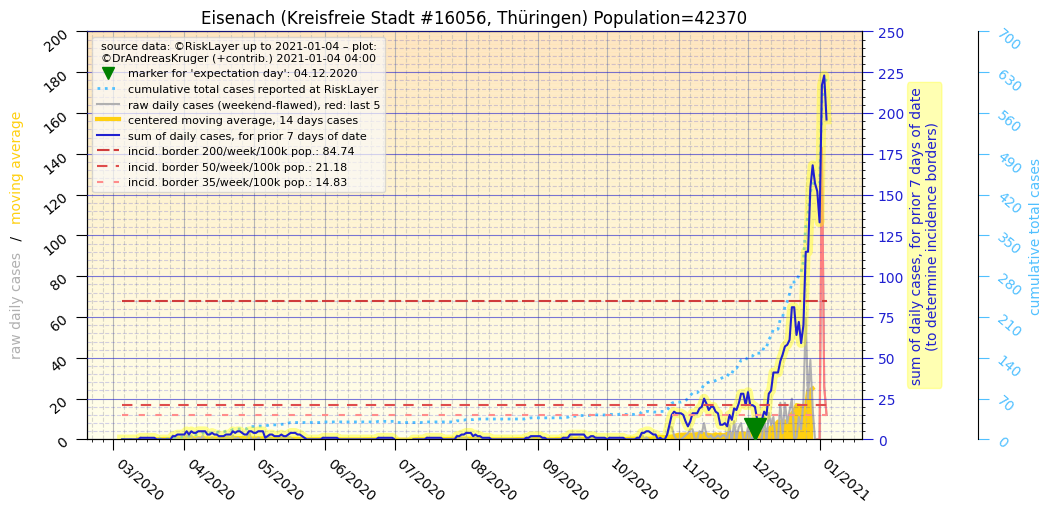 Eisenach (Kreisfreie Stadt #16056, Thüringen) Population=42370
source data: ©RiskLayer up to 2021-01-04 – plot:
©DrAndreasKruger (+contrib.) 2021-01-04 04:00
marker for 'expectation day': 04.12.2020
cumulative total cases reported at RiskLayer
raw daily cases (weekend-flawed), red: last 5
centered moving average, 14 days cases
sum of daily cases, for prior 7 days of date
incid. border 200/week/100k pop.: 84.74
incid. border 50/week/100k pop.: 21.18
incid. border 35/week/100k pop.: 14.83
raw daily cases / moving average
200
180
160
140
120
100
80
60
40
20
0
03/2020
04/2020
05/2020
06/2020
07/2020
08/2020
09/2020
10/2020
11/2020
12/2020
01/2021
250
225
200
175
150
125
100
75
50
25
0
sum of daily cases, for prior 7 days of date
(to determine incidence borders)
700
630
560
490
420
350
280
210
140
70
0
cumulative total cases